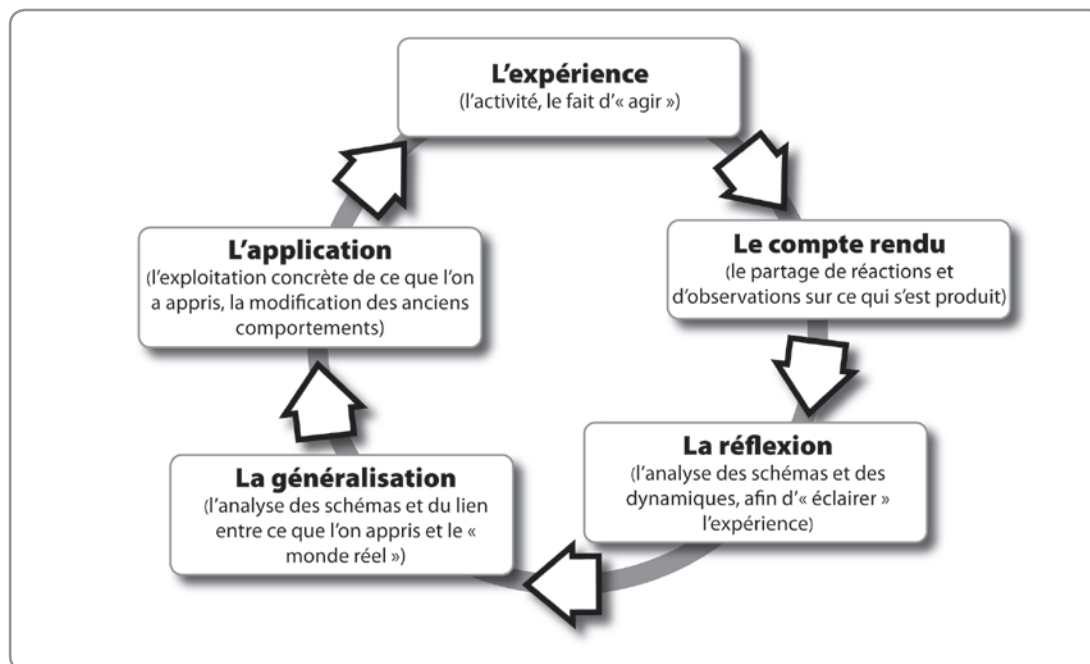 L'expérience
(l'activité, le fait d'« agir »)
Le compte rendu
(le partage de réactions et
d'observations sur ce qui s'est produit)
La réflexion
(l'analyse des schémas et des
dynamiques, afin d'« éclairer »
l'expérience)
La généralisation
(l'analyse des schémas et du lien
entre ce que l'on appris et le «
monde réel »)
L'application
(l'exploitation concrète de ce que l'on
a appris, la modification des anciens
comportements)